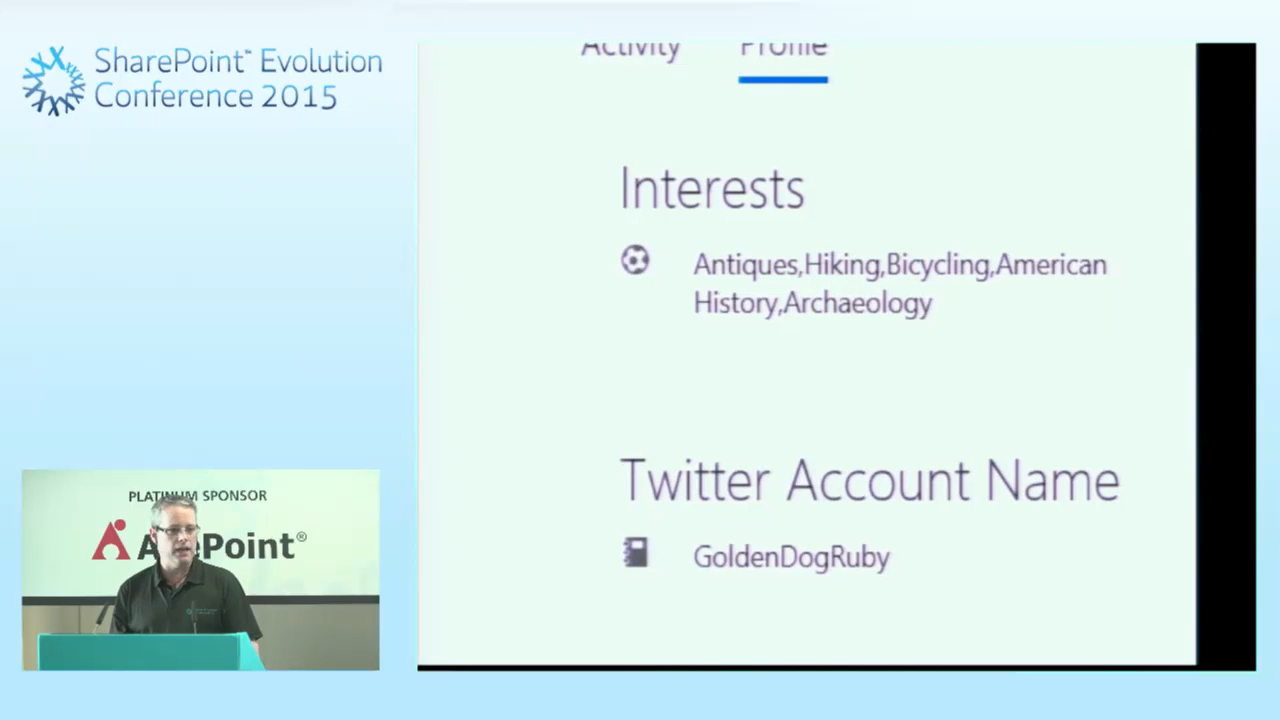 SharePoint™ Evolution
Conference 2015
Activity Profile
Interests
Antiques,Hiking,Bicycling,American
History,Archaeology
Twitter Account Name
GoldenDogRuby
PLATINUM SPONSOR
AvePoint®